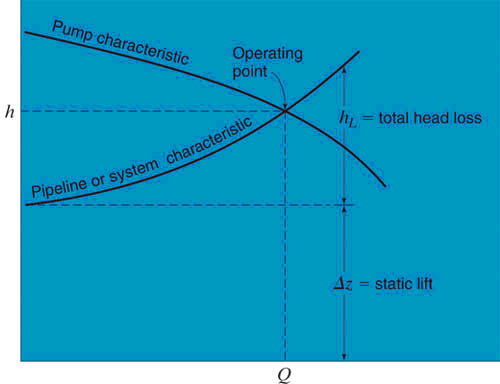 Pump characteristic
Operating
point
h
hL = total head loss
Pipeline or system characteristic
Δz = static lift
Q